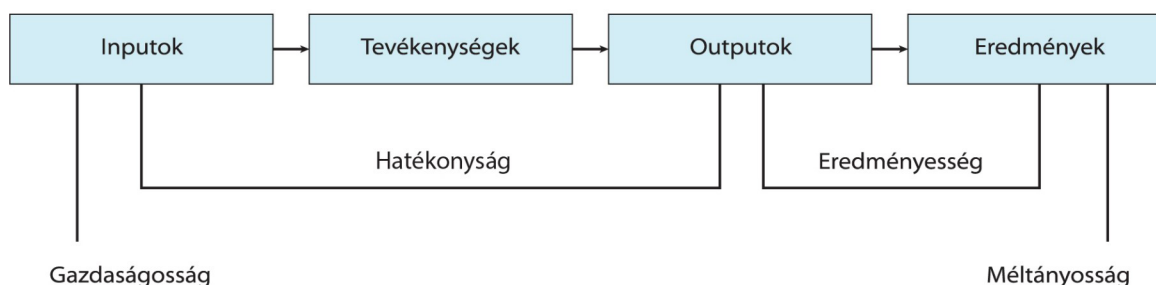 Inputok
Tevékenységek
Outputok
Eredmények
Hatékonyság
Eredményesség
Gazdaságosság
Méltányosság